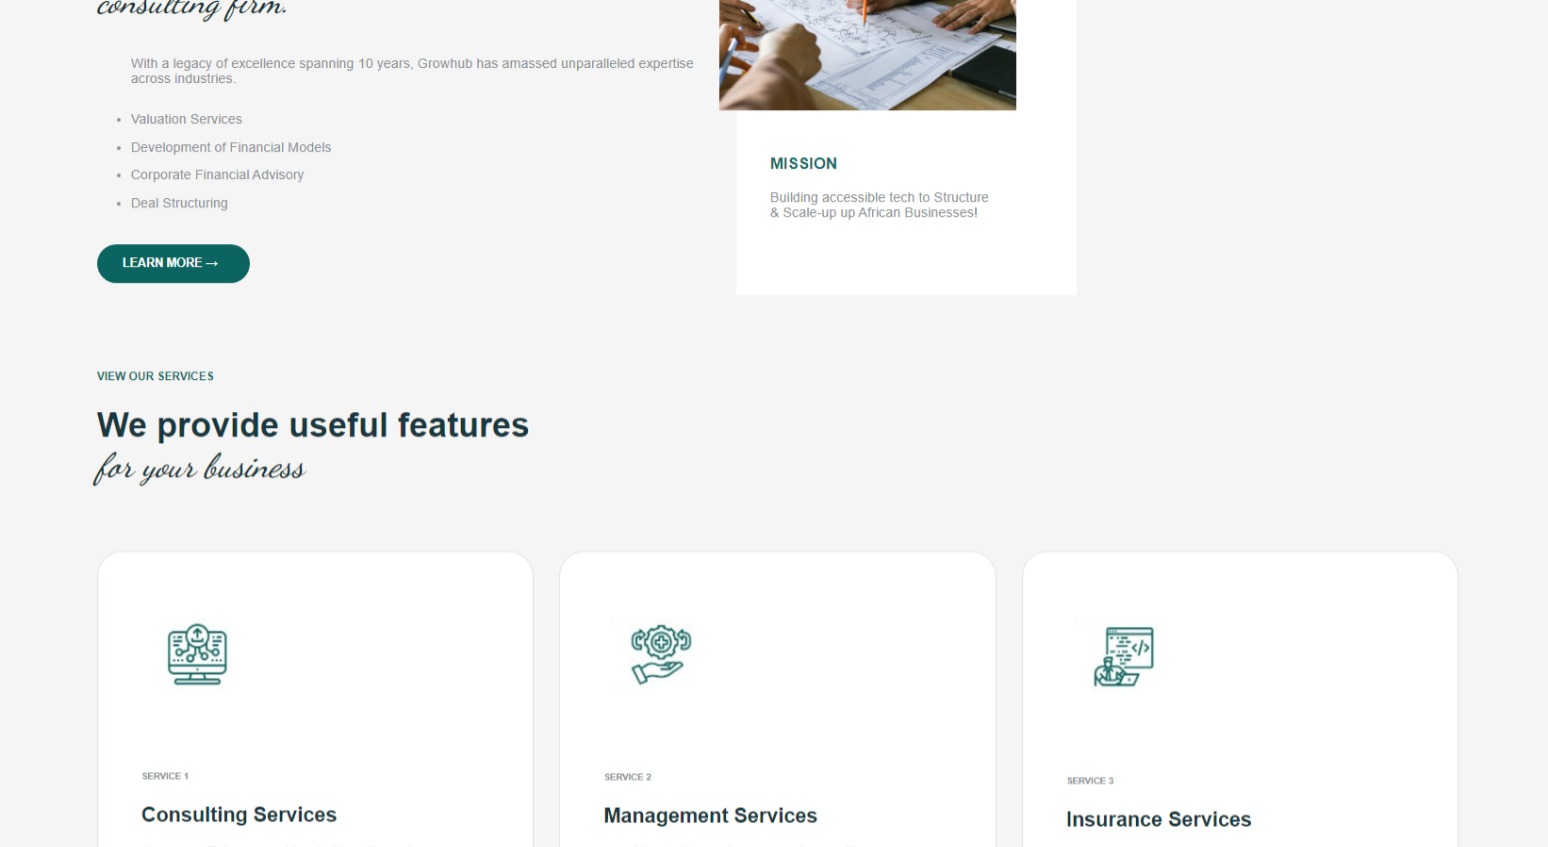 consulting firm.
With a legacy of excellence spanning 10 years, Growhub has amassed unparalleled expertise
across industries.
• Valuation Services
• Development of Financial Models
• Corporate Financial Advisory
• Deal Structuring
LEARN MORE →
MISSION
Building accessible tech to Structure
& Scale-up up African Businesses!
VIEW OUR SERVICES
We provide useful features
for your business
SERVICE 1
Consulting Services
SERVICE 2
Management Services
SERVICE 3
Insurance Services